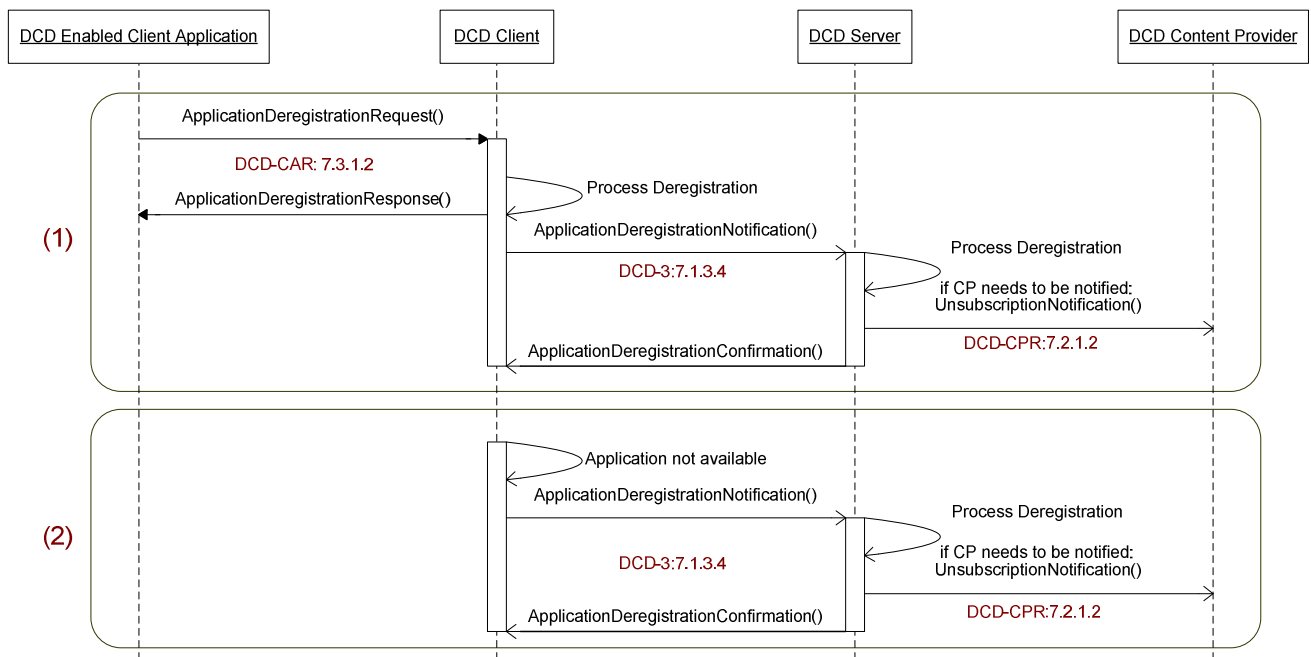 DCD Enabled Client Application
DCD Client
DCD Server
DCD Content Provider
(1)
ApplicationDeregistrationRequest()
DCD-CAR: 7.3.1.2
Process Deregistration
ApplicationDeregistrationResponse()
ApplicationDeregistrationNotification()
DCD-3:7.1.3.4
Process Deregistration
if CP needs to be notified:
UnsubscriptionNotification()
DCD-CPR:7.2.1.2
ApplicationDeregistrationConfirmation()
(2)
Application not available
ApplicationDeregistrationNotification()
DCD-3:7.1.3.4
Process Deregistration
if CP needs to be notified:
UnsubscriptionNotification()
DCD-CPR:7.2.1.2
ApplicationDeregistrationConfirmation()